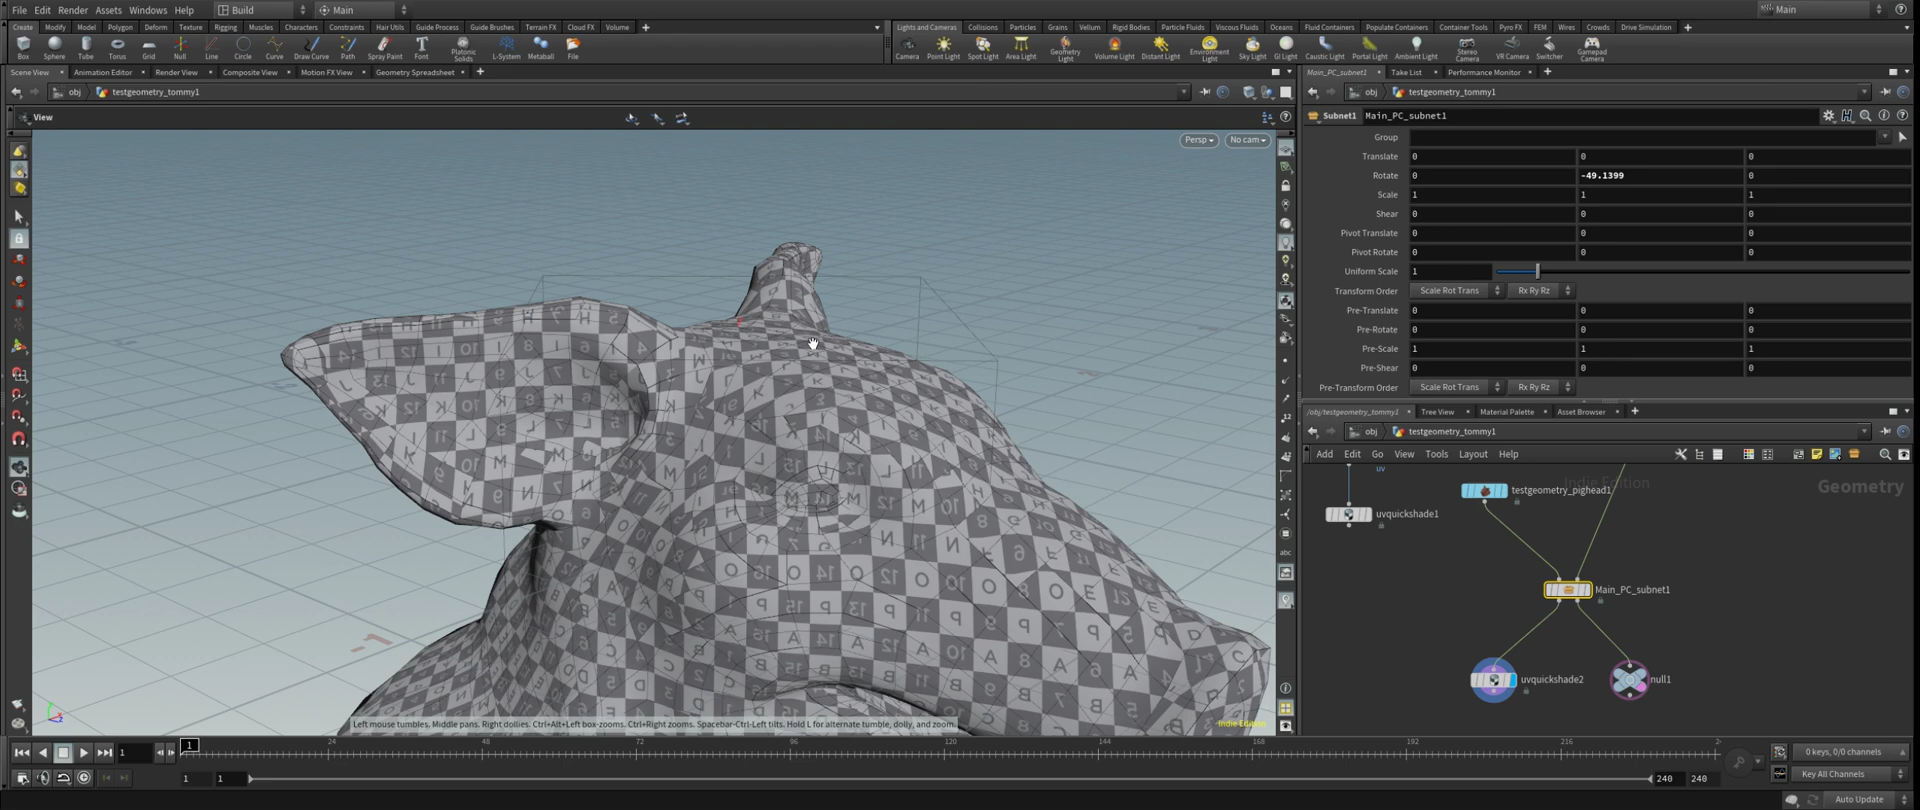 File Edit Render Assets Windows Help Build Main Main
Create Modify Model Polygon Deform Texture Rigging Muscles Characters Constraints Hair Utils Guide Process Guide Brushes Terrain FX Cloud FX Volume
Lights and Cameras Collisions Particles Grains Vellum Rigid Bodies Particle Fluids Viscous Fluids Oceans Fluid Containers Populate Containers Container Tools Pyro FX FEM Wires Crowds Drive Simulation
Box Sphere Tube Torus Grid Null Line Circle Curve Draw Curve Path Spray Paint Font Platonic Solids L-System Metaball File
Camera Point Light Spot Light Area Light Geometry Light Volume Light Distant Light Environment Light Sky Light GI Light Caustic Light Portal Light Ambient Light Stereo Camera VR Camera Switcher Gamepad Camera
Scene View Animation Editor Render View Composite View Motion FX View Geometry Spreadsheet
Main_PC_subnet1 Take List Performance Monitor
obj testgeometry_tommy1
obj testgeometry_tommy1
View
Persp No cam
Subnet1 Main_PC_subnet1
Group
Translate 0 0 0
Rotate 0 -49.1399 0
Scale 1 1 1
Shear 0 0 0
Pivot Translate 0 0 0
Pivot Rotate 0 0 0
Uniform Scale 1
Transform Order Scale Rot Trans Rx Ry Rz
Pre-Translate 0 0 0
Pre-Rotate 0 0 0
Pre-Scale 1 1 1
Pre-Shear 0 0 0
Pre-Transform Order Scale Rot Trans Rx Ry Rz
/obj/testgeometry_tommy1 Tree View Material Palette Asset Browser
obj testgeometry_tommy1
Add Edit Go View Tools Layout Help
uv
Indie Edition
Geometry
testgeometry_pighead1
uvquickshade1
Main_PC_subnet1
uvquickshade2
null1
Left mouse tumbles. Middle pans. Right dollies. Ctrl+Alt+Left box-zooms. Ctrl+Right zooms. Spacebar-Ctrl-Left tilts. Hold L for alternate tumble, dolly, and zoom.
Indie Edition
1 1 24 48 72 96 120 144 168 192 216 2
0 keys, 0/0 channels
1 1 240 240
Key All Channels
Auto Update